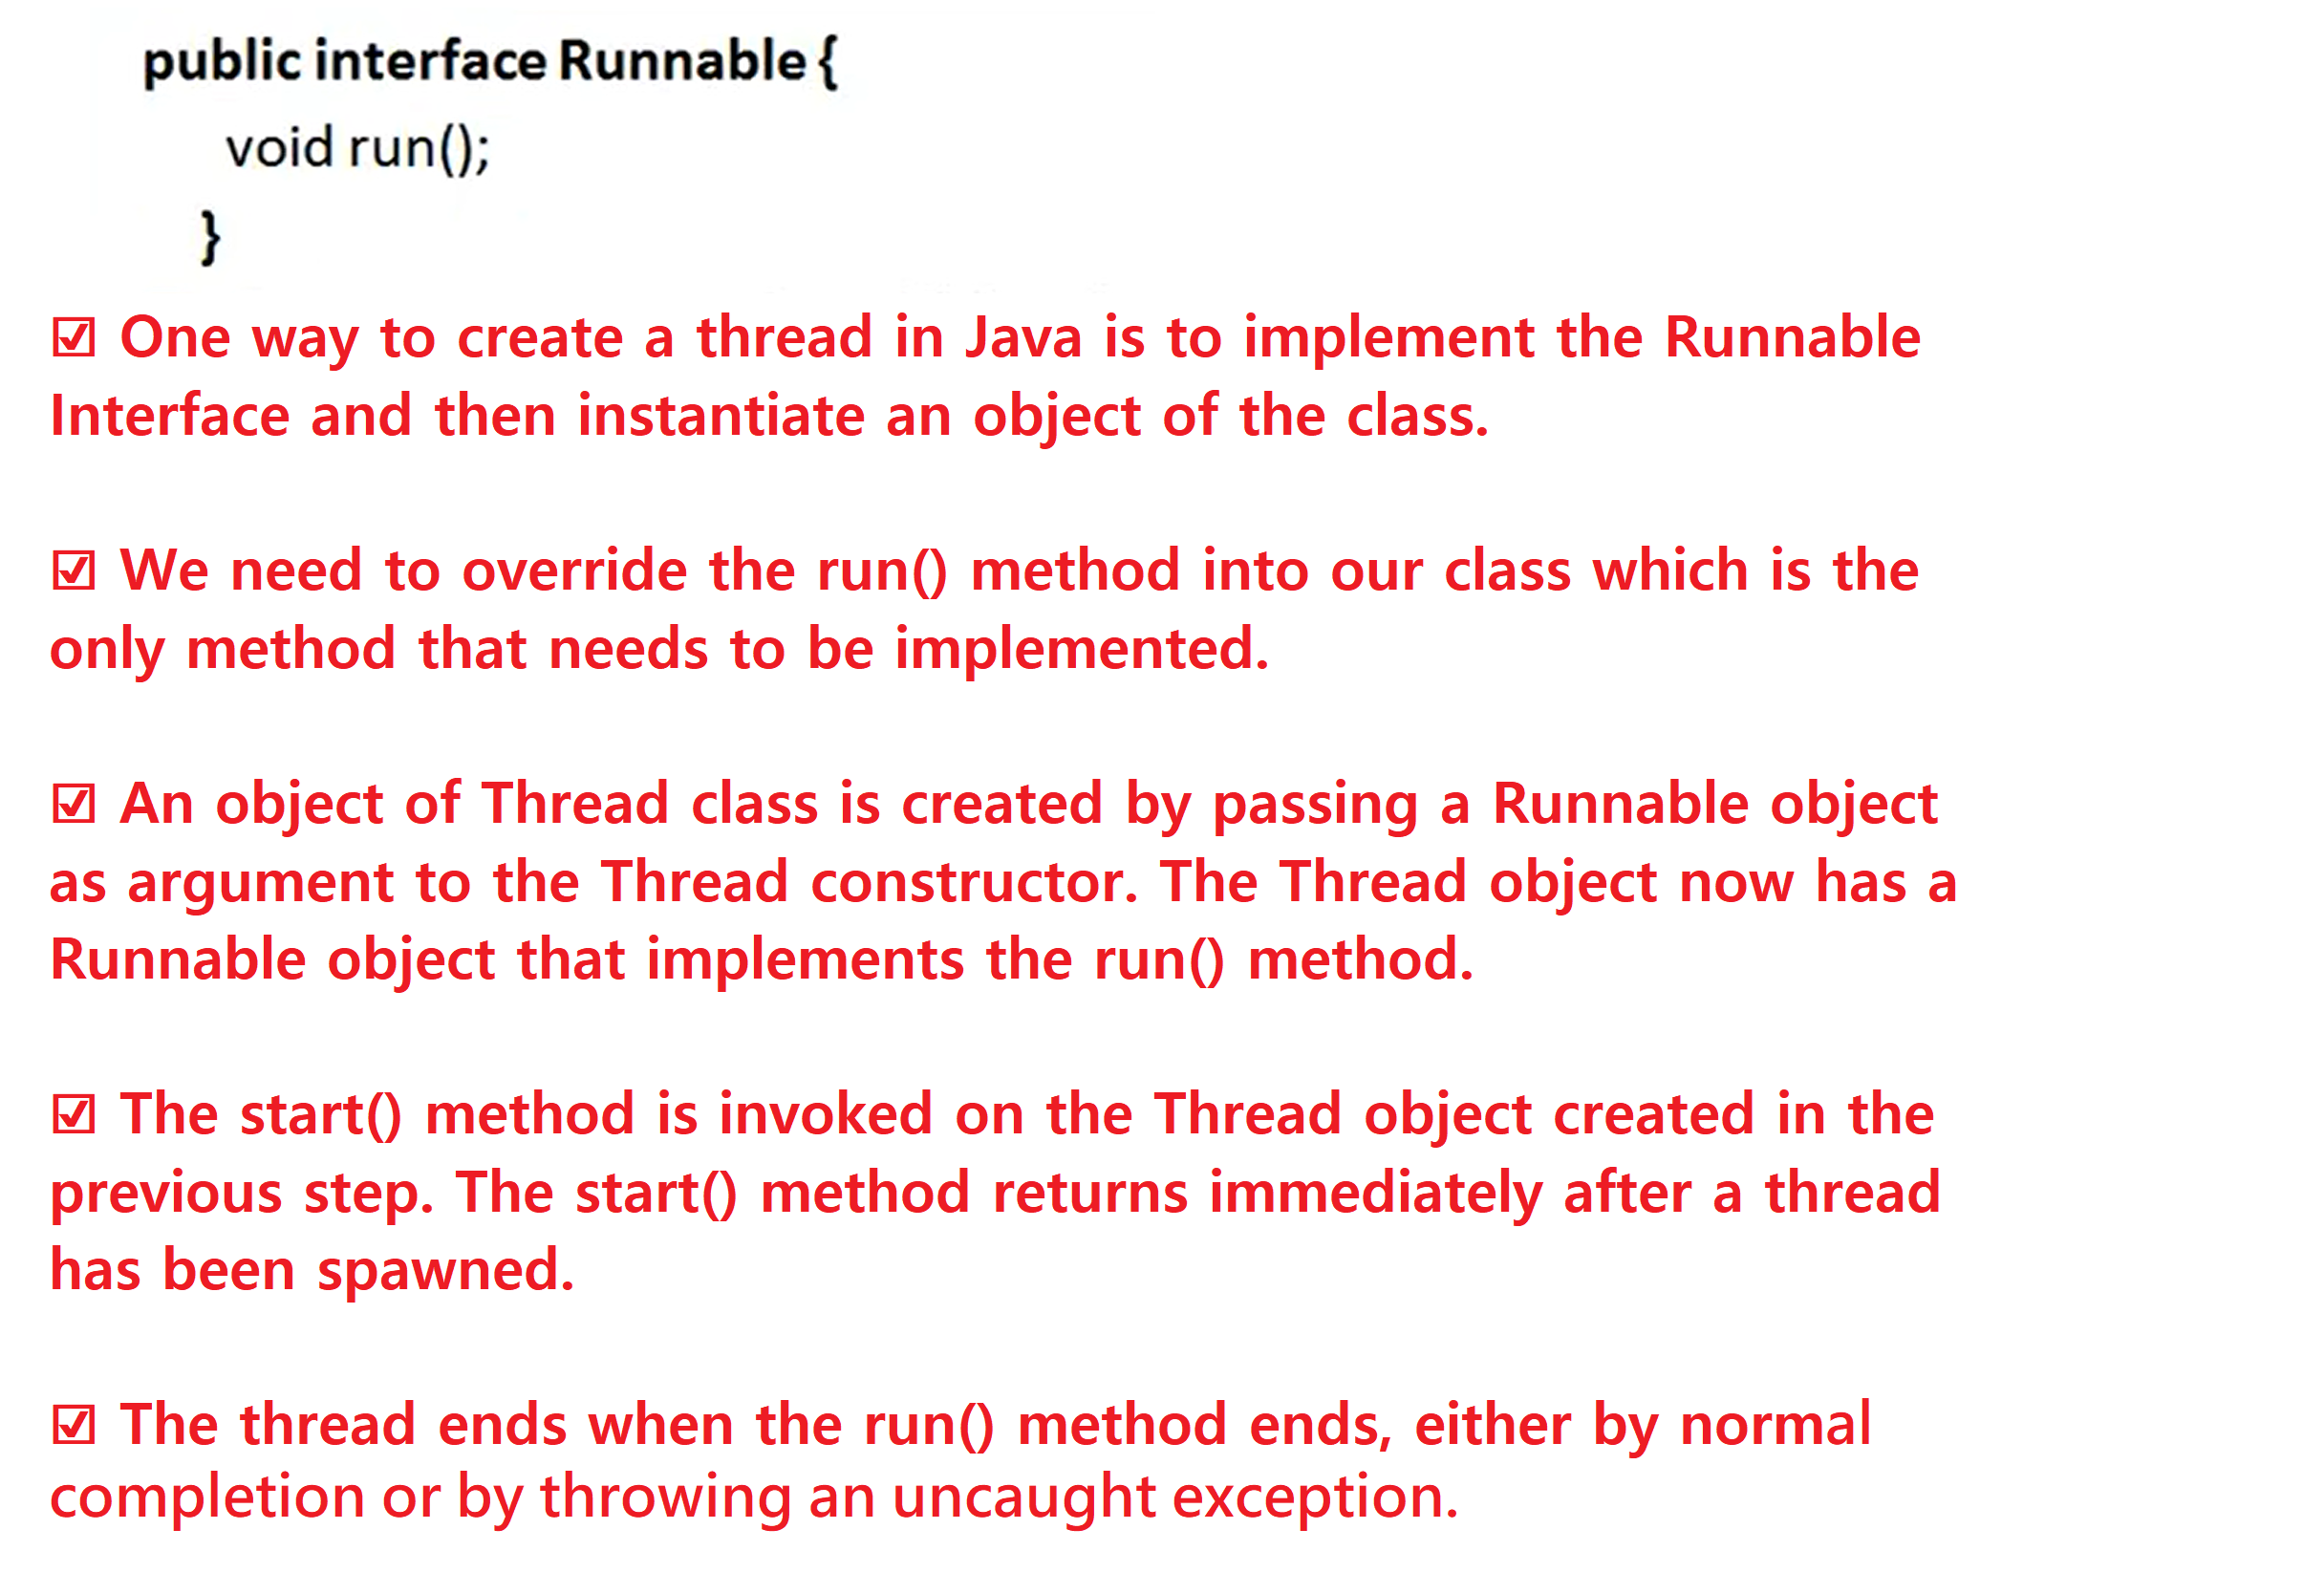 public interface Runnable {
void run();
}
☑ One way to create a thread in Java is to implement the Runnable
Interface and then instantiate an object of the class.
☑ We need to override the run() method into our class which is the
only method that needs to be implemented.
☑ An object of Thread class is created by passing a Runnable object
as argument to the Thread constructor. The Thread object now has a
Runnable object that implements the run() method.
☑ The start() method is invoked on the Thread object created in the
previous step. The start() method returns immediately after a thread
has been spawned.
☑ The thread ends when the run() method ends, either by normal
completion or by throwing an uncaught exception.